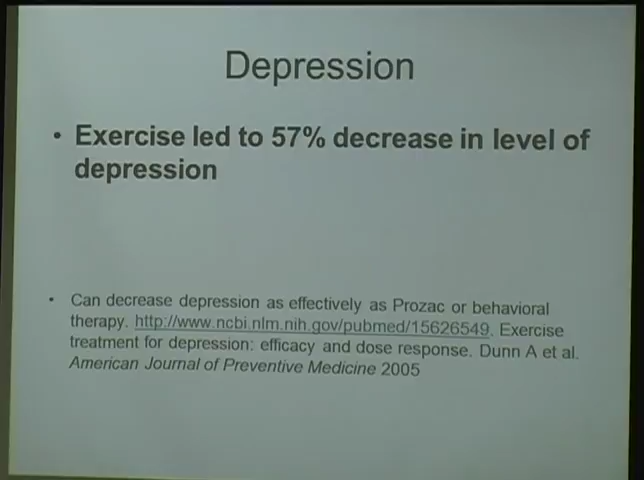 Depression
• Exercise led to 57% decrease in level of
depression
• Can decrease depression as effectively as Prozac or behavioral
therapy. http://www.ncbi.nlm.nih.gov/pubmed/15626549. Exercise
treatment for depression: efficacy and dose response. Dunn A et al.
American Journal of Preventive Medicine 2005